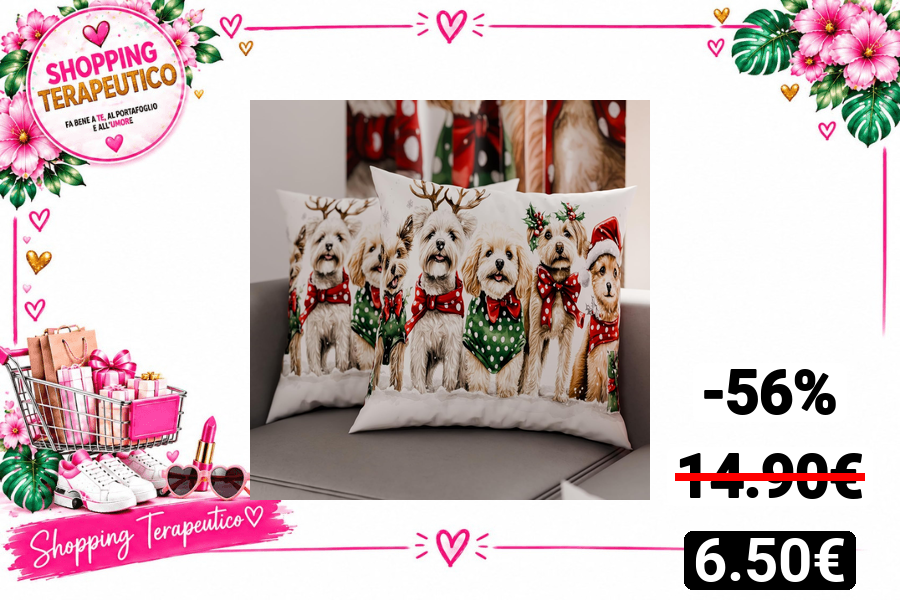 SHOPPING
TERAPEUTICO
FA BENE A TE, AL PORTAFOGLIO
E ALL'UMORE
-56%
14.90€
6.50€
Shopping Terapeutico